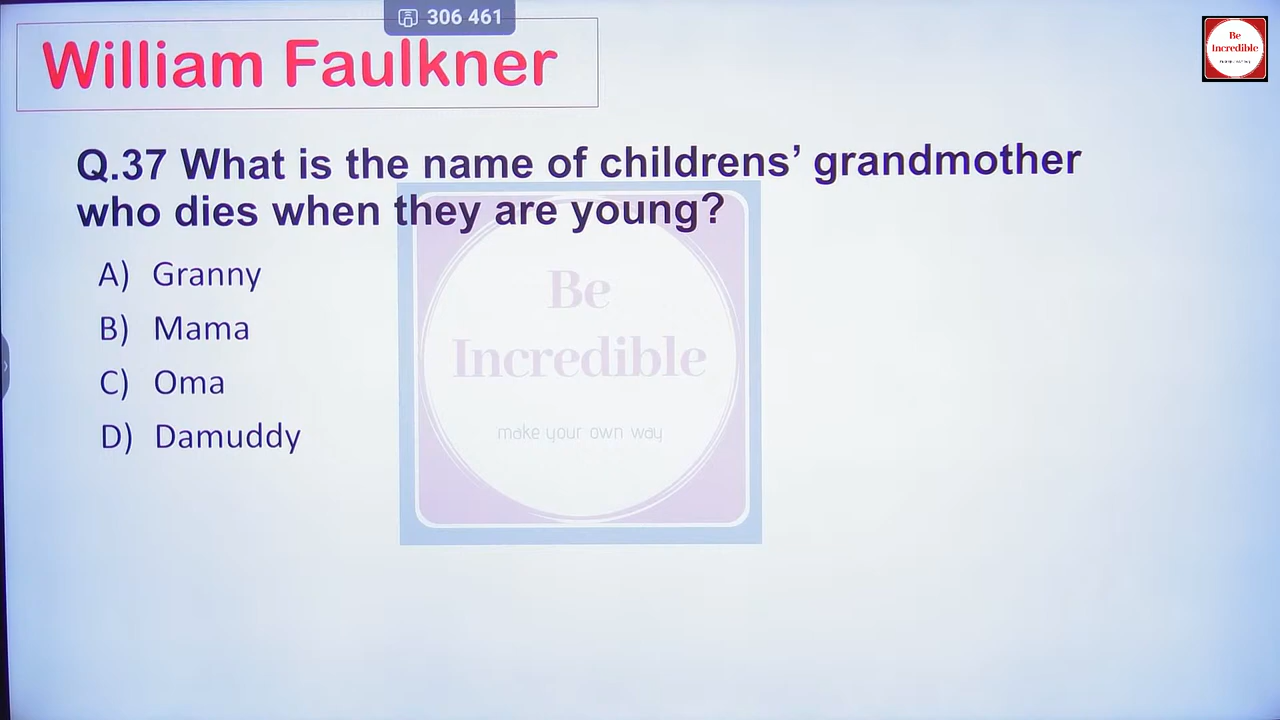 306 461
William Faulkner
Be
Incredible
Q.37 What is the name of childrens’ grandmother
who dies when they are young?
A) Granny
B) Mama
C) Oma
D) Damuddy
Be
Incredible
make your own way